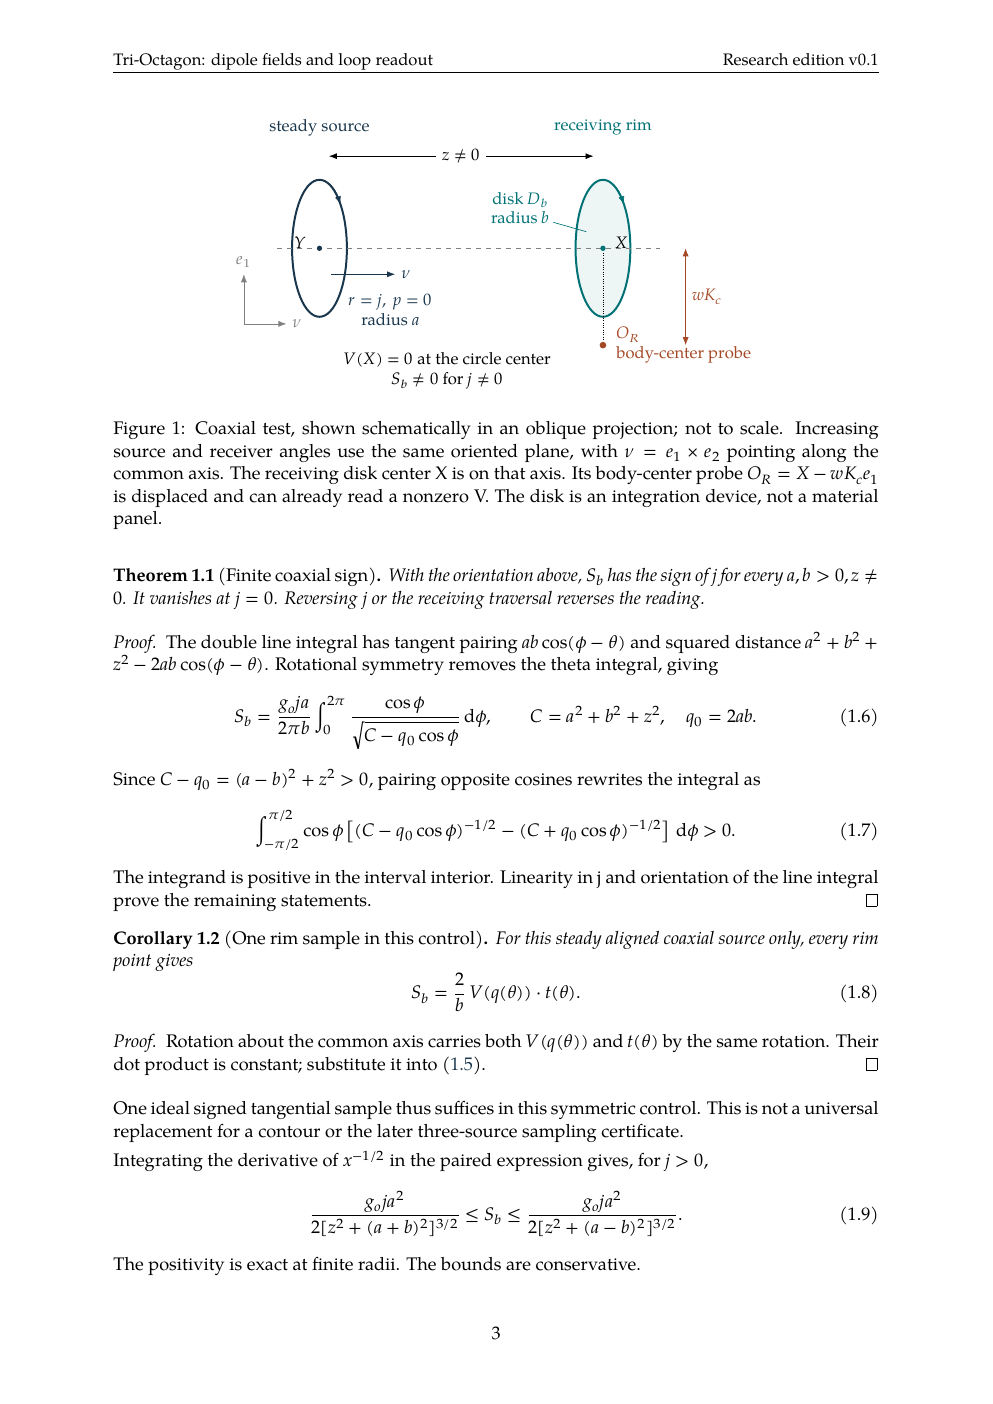 Tri-Octagon: dipole fields and loop readout Research edition v0.1
steady source receiving rim
z ≠ 0
disk D_b
radius b
Y X
e_1
ν
wK_c
ν
r = j, p = 0
radius a
O_R
body-center probe
V(X) = 0 at the circle center
S_b ≠ 0 for j ≠ 0
Figure 1: Coaxial test, shown schematically in an oblique projection; not to scale. Increasing
source and receiver angles use the same oriented plane, with ν = e_1 × e_2 pointing along the
common axis. The receiving disk center X is on that axis. Its body-center probe O_R = X − wK_c e_1
is displaced and can already read a nonzero V. The disk is an integration device, not a material
panel.
Theorem 1.1 (Finite coaxial sign). With the orientation above, S_b has the sign of j for every a, b > 0, z ≠
0. It vanishes at j = 0. Reversing j or the receiving traversal reverses the reading.
Proof. The double line integral has tangent pairing ab cos(ϕ − θ) and squared distance a² + b² +
z² − 2ab cos(ϕ − θ). Rotational symmetry removes the theta integral, giving
S_b = g_o ja / 2πb ∫_0^{2π} cos ϕ / √(C − q_0 cos ϕ) dϕ, C = a² + b² + z², q_0 = 2ab. (1.6)
Since C − q_0 = (a − b)² + z² > 0, pairing opposite cosines rewrites the integral as
∫_{−π/2}^{π/2} cos ϕ [(C − q_0 cos ϕ)^{−1/2} − (C + q_0 cos ϕ)^{−1/2}] dϕ > 0. (1.7)
The integrand is positive in the interval interior. Linearity in j and orientation of the line integral
prove the remaining statements. □
Corollary 1.2 (One rim sample in this control). For this steady aligned coaxial source only, every rim
point gives
S_b = 2/b V(q(θ)) · t(θ). (1.8)
Proof. Rotation about the common axis carries both V(q(θ)) and t(θ) by the same rotation. Their
dot product is constant; substitute it into (1.5). □
One ideal signed tangential sample thus suffices in this symmetric control. This is not a universal
replacement for a contour or the later three-source sampling certificate.
Integrating the derivative of x^{−1/2} in the paired expression gives, for j > 0,
g_o ja² / 2[z² + (a + b)²]^{3/2} ≤ S_b ≤ g_o ja² / 2[z² + (a − b)²]^{3/2}. (1.9)
The positivity is exact at finite radii. The bounds are conservative.
3